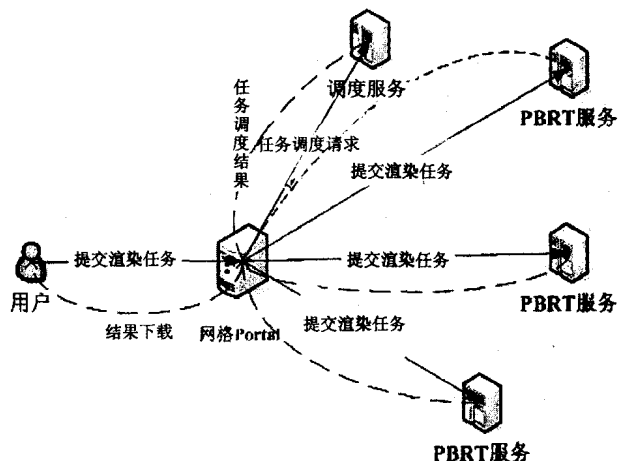 调度服务
PBRT服务
任务调度结果
任务调度请求
提交渲染任务
提交渲染任务
提交渲染任务
用户
PBRT服务
结果下载
网格Portal
提交渲染任务
PBRT服务